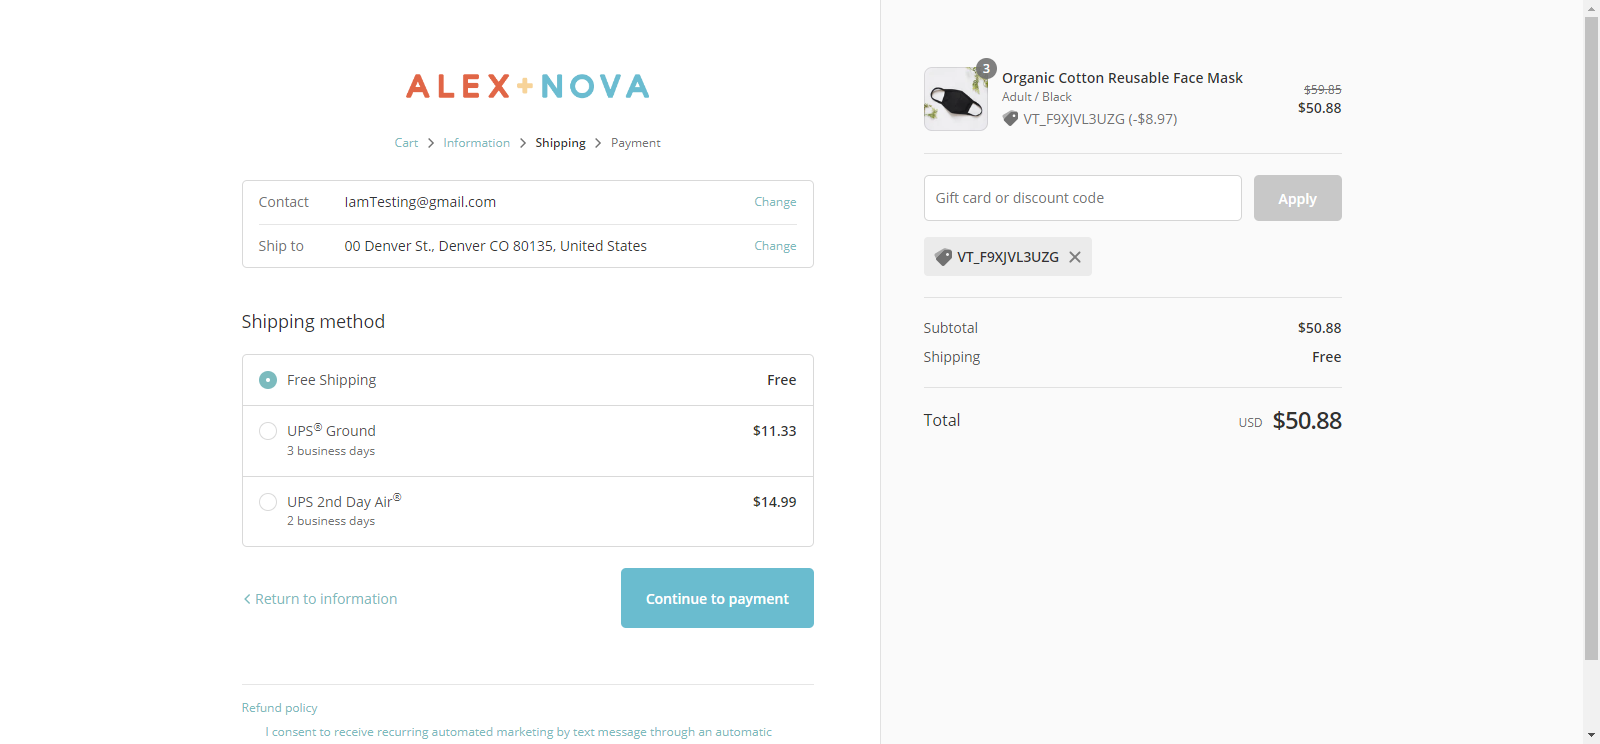 ALEX+NOVA
Cart > Information > Shipping > Payment
Contact IamTesting@gmail.com Change
Ship to 00 Denver St., Denver CO 80135, United States Change
Shipping method
Free Shipping Free
UPS® Ground $11.33
3 business days
UPS 2nd Day Air® $14.99
2 business days
< Return to information
Continue to payment
Refund policy
I consent to receive recurring automated marketing by text message through an automatic
3
Organic Cotton Reusable Face Mask
$59.85
Adult / Black
$50.88
VT_F9XJVL3UZG (-$8.97)
Gift card or discount code
Apply
VT_F9XJVL3UZG
Subtotal $50.88
Shipping Free
Total USD $50.88